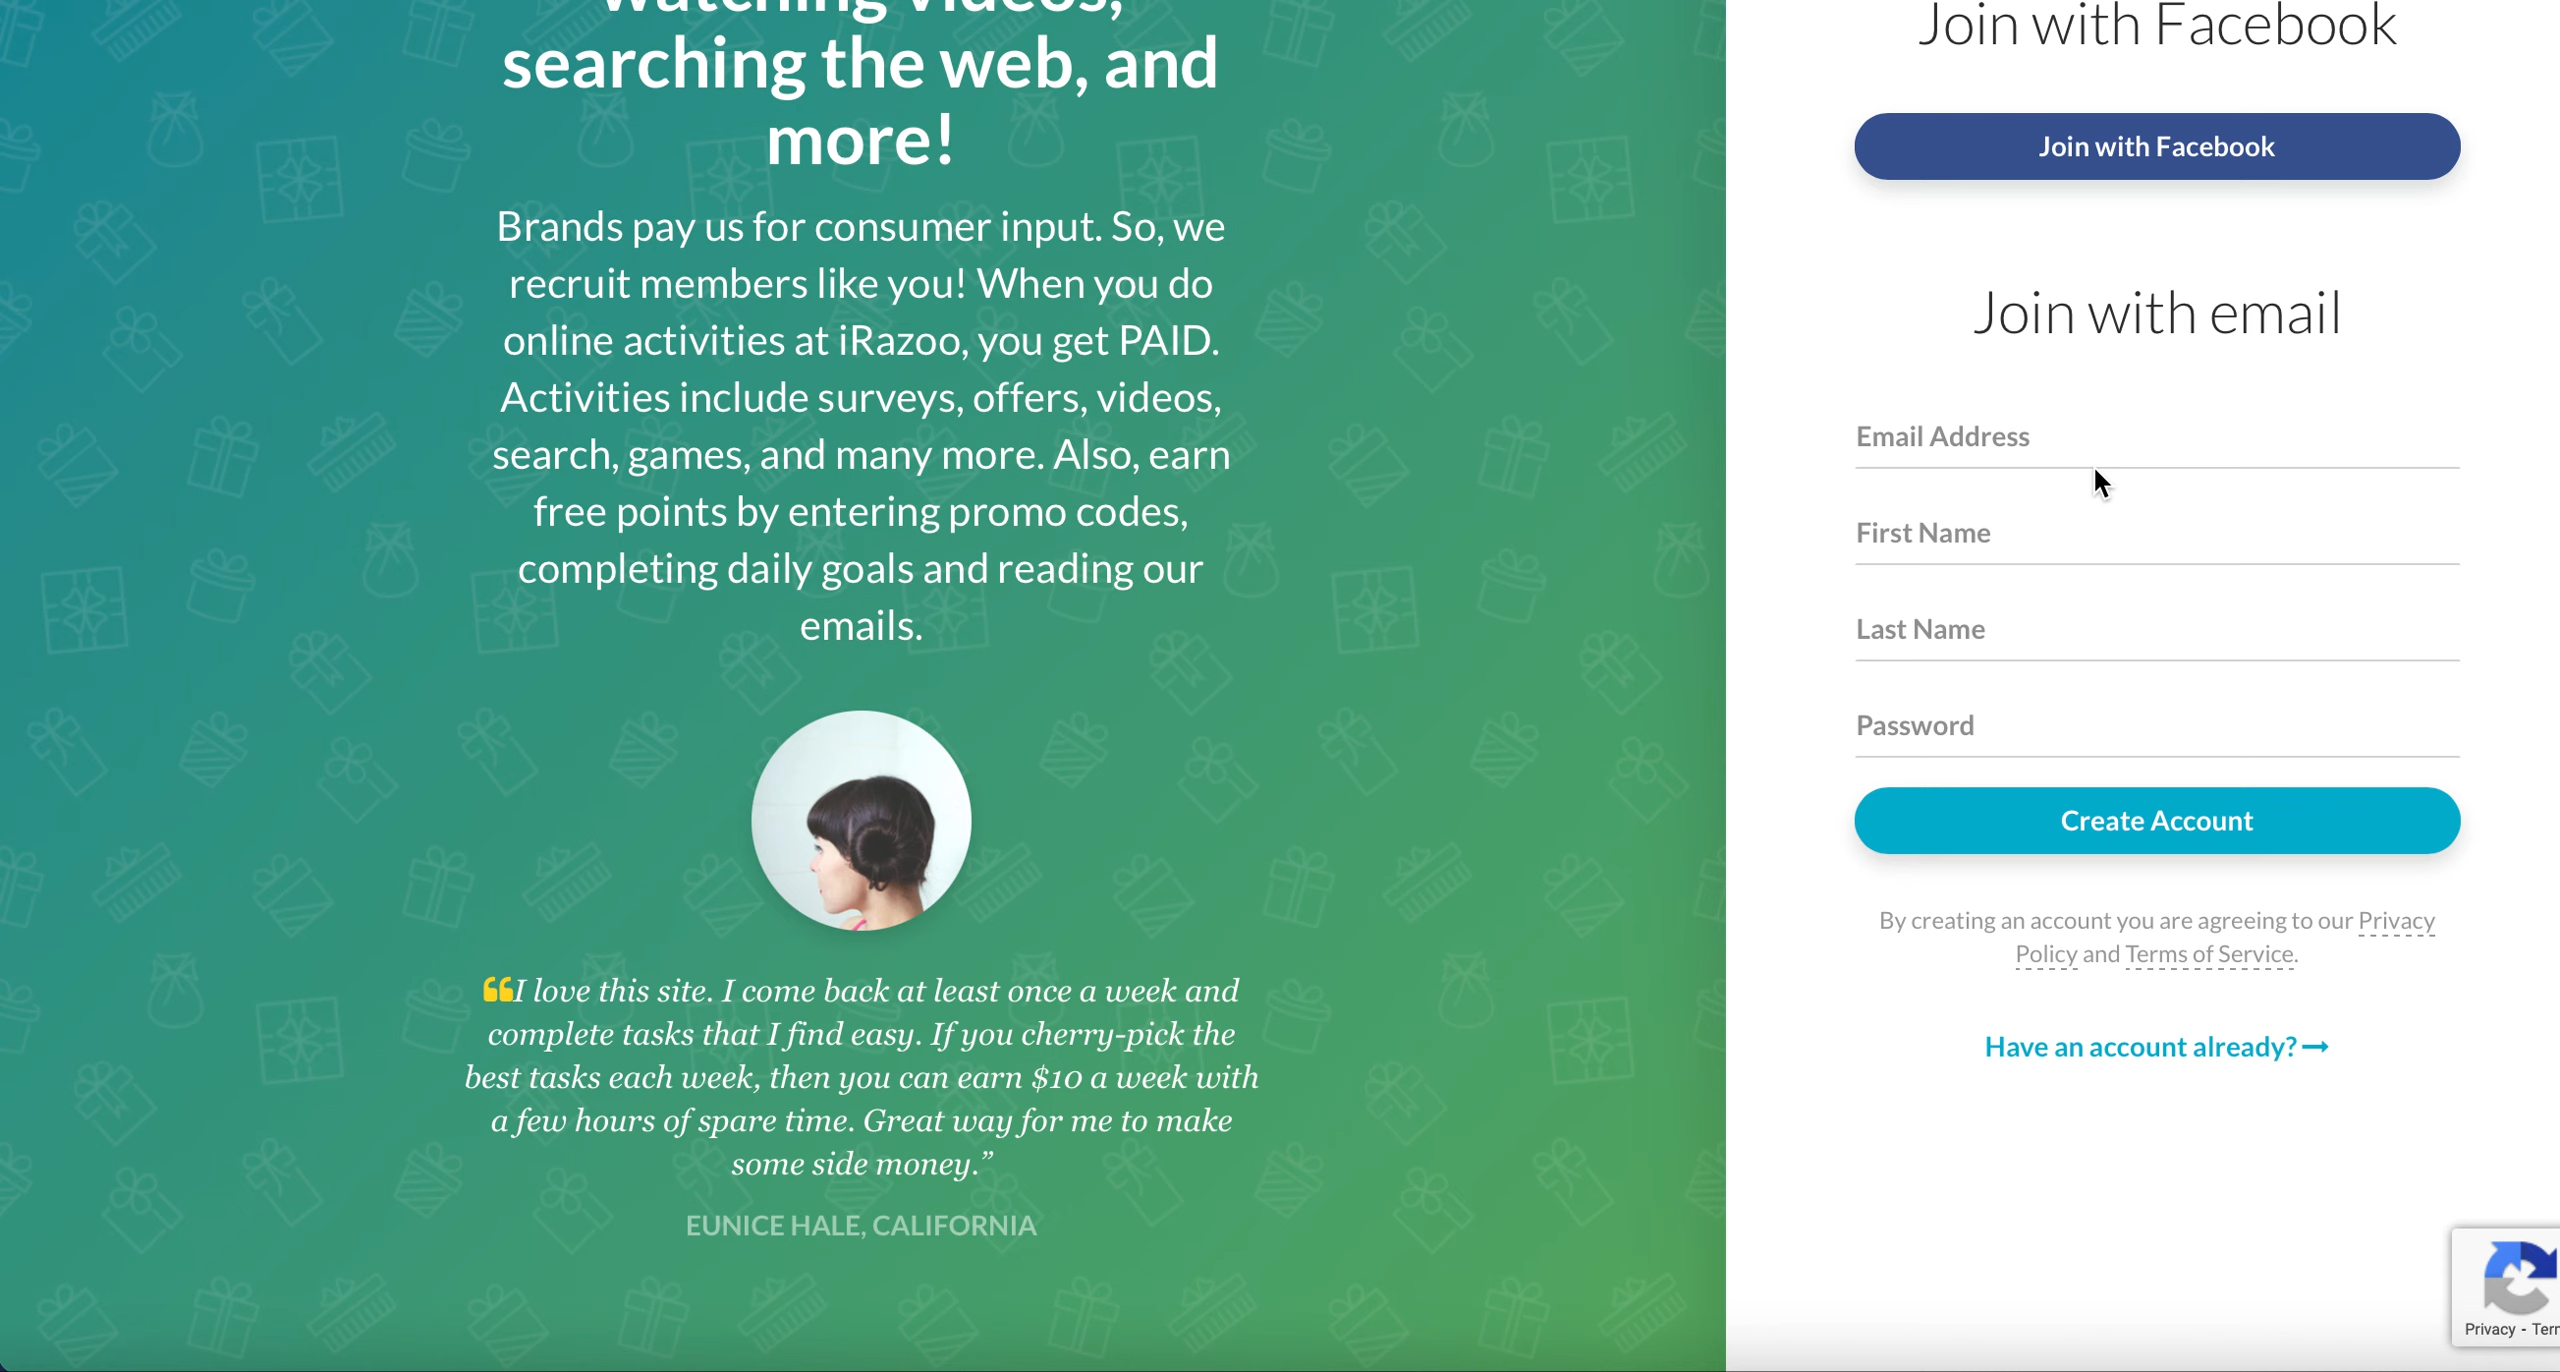 watching videos,
searching the web, and
more!
Brands pay us for consumer input. So, we
recruit members like you! When you do
online activities at iRazoo, you get PAID.
Activities include surveys, offers, videos,
search, games, and many more. Also, earn
free points by entering promo codes,
completing daily goals and reading our
emails.
“I love this site. I come back at least once a week and
complete tasks that I find easy. If you cherry-pick the
best tasks each week, then you can earn $10 a week with
a few hours of spare time. Great way for me to make
some side money.”
EUNICE HALE, CALIFORNIA
Join with Facebook
Join with Facebook
Join with email
Email Address
First Name
Last Name
Password
Create Account
By creating an account you are agreeing to our Privacy
Policy and Terms of Service.
Have an account already?
Privacy -